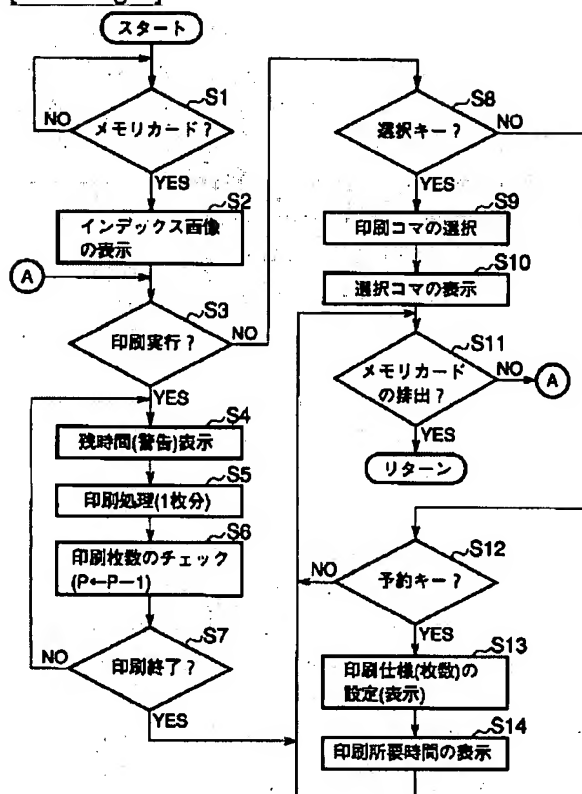 スタート
S1
メモリカード?
NO
YES
S2
インデックス画像
の表示
A
S3
印刷実行?
NO
YES
S4
残時間(警告)表示
S5
印刷処理(1枚分)
S6
印刷枚数のチェック
(P←P−1)
S7
印刷終了?
NO
YES
S8
選択キー?
NO
YES
S9
印刷コマの選択
S10
選択コマの表示
S11
メモリカード
の排出?
NO
A
YES
リターン
S12
予約キー?
NO
YES
S13
印刷仕様(枚数)の
設定(表示)
S14
印刷所要時間の表示